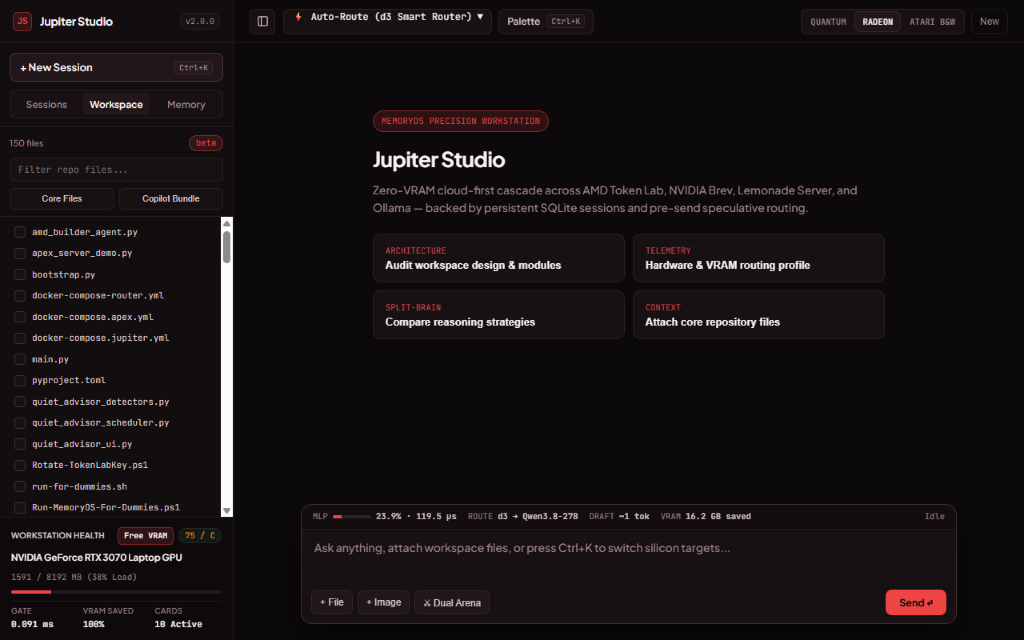 JS Jupiter Studio v2.8.0
+ New Session Ctrl+K
Sessions Workspace Memory
150 files beta
Filter repo files...
Core Files Copilot Bundle
amd_builder_agent.py
apex_server_demo.py
bootstrap.py
docker-compose-router.yml
docker-compose.apex.yml
docker-compose.jupiter.yml
main.py
pyproject.toml
quiet_advisor_detectors.py
quiet_advisor_scheduler.py
quiet_advisor_ui.py
Rotate-TokenLabKey.ps1
run-for-dummies.sh
Run-MemoryOS-For-Dummies.ps1
WORKSTATION HEALTH Free VRAM 75 / C
NVIDIA GeForce RTX 3070 Laptop GPU
1591 / 8192 MB (38% Load)
GATE VRAM SAVED CARDS
0.091 ms 100% 10 Active
⚡ Auto-Route (d3 Smart Router) ▼ Palette Ctrl+K QUANTUM RADEON ATARI B&W New
MEMORYOS PRECISION WORKSTATION
Jupiter Studio
Zero-VRAM cloud-first cascade across AMD Token Lab, NVIDIA Brev, Lemonade Server, and
Ollama — backed by persistent SQLite sessions and pre-send speculative routing.
ARCHITECTURE
Audit workspace design & modules
TELEMETRY
Hardware & VRAM routing profile
SPLIT-BRAIN
Compare reasoning strategies
CONTEXT
Attach core repository files
MLP 23.9% · 119.5 µs ROUTE d3 → Qwen3.8-27B DRAFT ~1 tok VRAM 16.2 GB saved Idle
Ask anything, attach workspace files, or press Ctrl+K to switch silicon targets...
+ File + Image ⚔ Dual Arena Send ↵